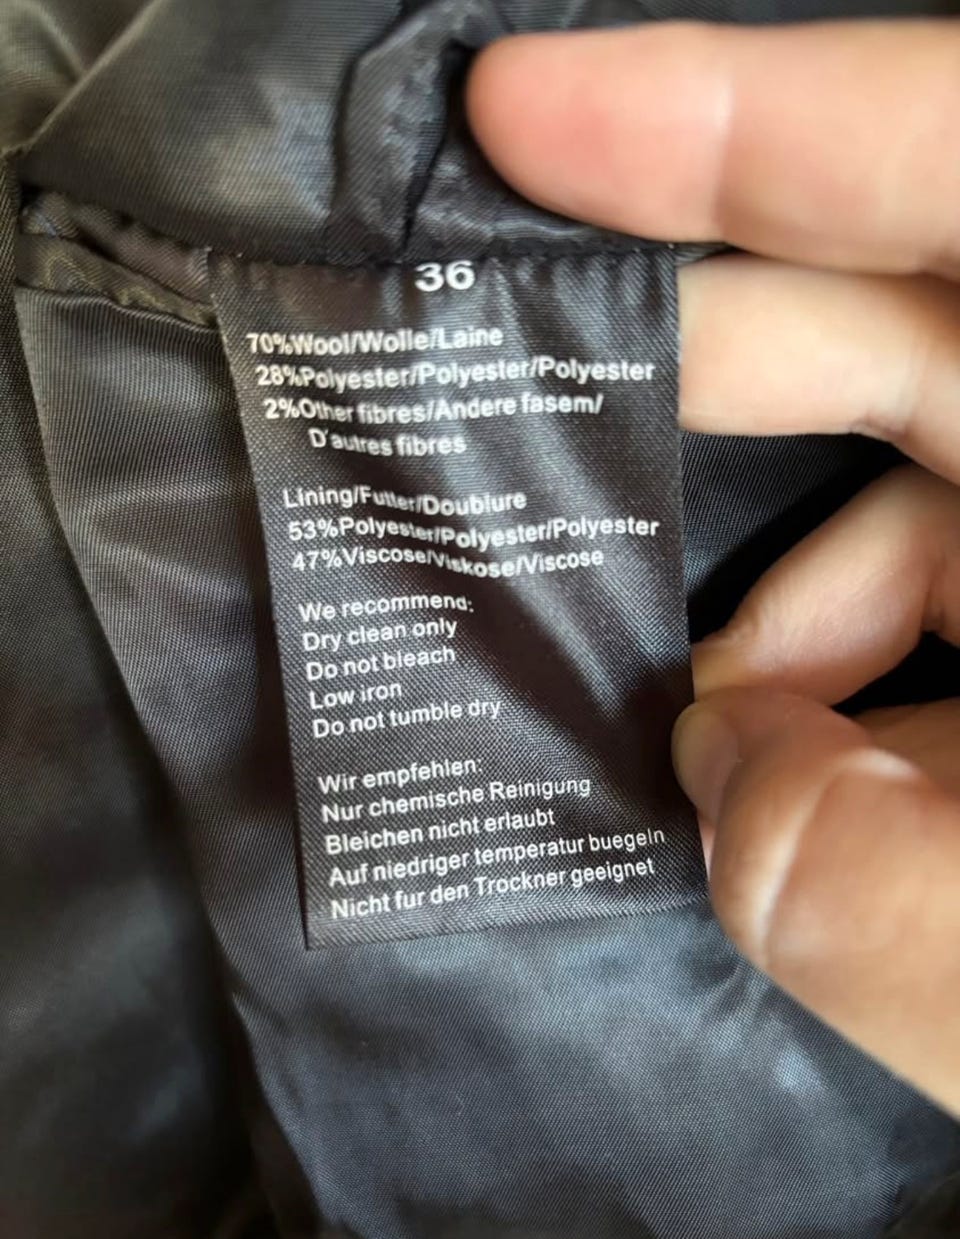 36
70%Wool/Wolle/Laine
28%Polyester/Polyester/Polyester
2%Other fibres/Andere fasem/
D'autres fibres
Lining/Futter/Doublure
53%Polyester/Polyester/Polyester
47%Viscose/Viskose/Viscose
We recommend:
Dry clean only
Do not bleach
Low iron
Do not tumble dry
Wir empfehlen:
Nur chemische Reinigung
Bleichen nicht erlaubt
Auf niedriger temperatur buegeln
Nicht fur den Trockner geeignet